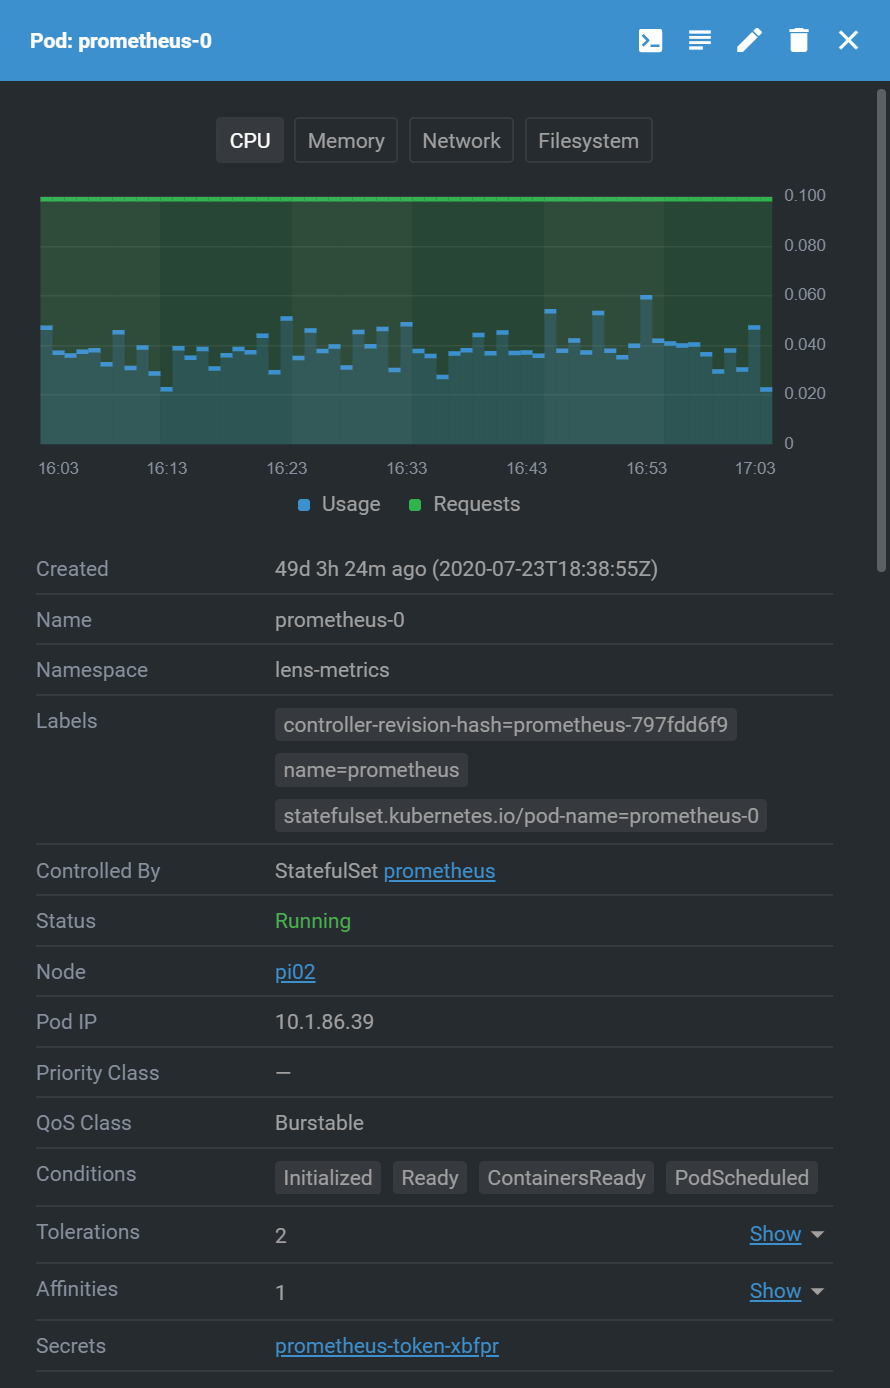 Pod: prometheus-0
CPU Memory Network Filesystem
0.100
0.080
0.060
0.040
0.020
0
16:03 16:13 16:23 16:33 16:43 16:53 17:03
Usage Requests
Created 49d 3h 24m ago (2020-07-23T18:38:55Z)
Name prometheus-0
Namespace lens-metrics
Labels controller-revision-hash=prometheus-797fdd6f9
name=prometheus
statefulset.kubernetes.io/pod-name=prometheus-0
Controlled By StatefulSet prometheus
Status Running
Node pi02
Pod IP 10.1.86.39
Priority Class —
QoS Class Burstable
Conditions Initialized Ready ContainersReady PodScheduled
Tolerations 2 Show
Affinities 1 Show
Secrets prometheus-token-xbfpr